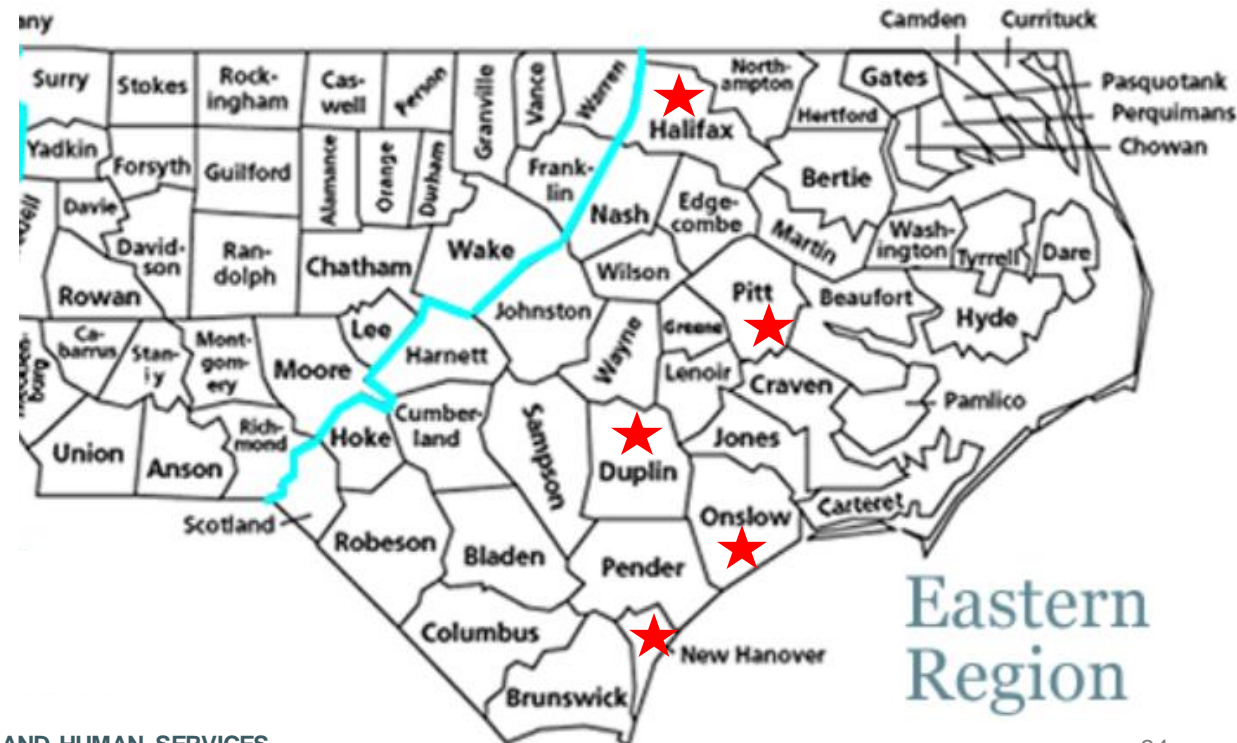 any
Camden
Currituck
Surry
Stokes
Rock-
ingham
Cas-
well
Person
Granville
Vance
Warren
North-
ampton
Gates
Pasquotank
Perquimans
Chowan
Hertford
Halifax
Yadkin
Forsyth
Guilford
Alamance
Orange
Durham
Frank-
lin
Nash
Edge-
combe
Bertie
Martin
Wash-
ington
Tyrrell
Dare
Davie
David-
son
Ran-
dolph
Chatham
Wake
Wilson
Johnston
Pitt
Beaufort
Hyde
Rowan
Ca-
barrus
Stan-
ly
Mont-
gom-
ery
Moore
Lee
Harnett
Wayne
Greene
Lenoir
Craven
Pamlico
burg
Union
Anson
Rich-
mond
Hoke
Cumber-
land
Sampson
Duplin
Jones
Carteret
Onslow
Scotland
Robeson
Bladen
Pender
Columbus
Brunswick
New Hanover
Eastern
Region
AND HUMAN SERVICES